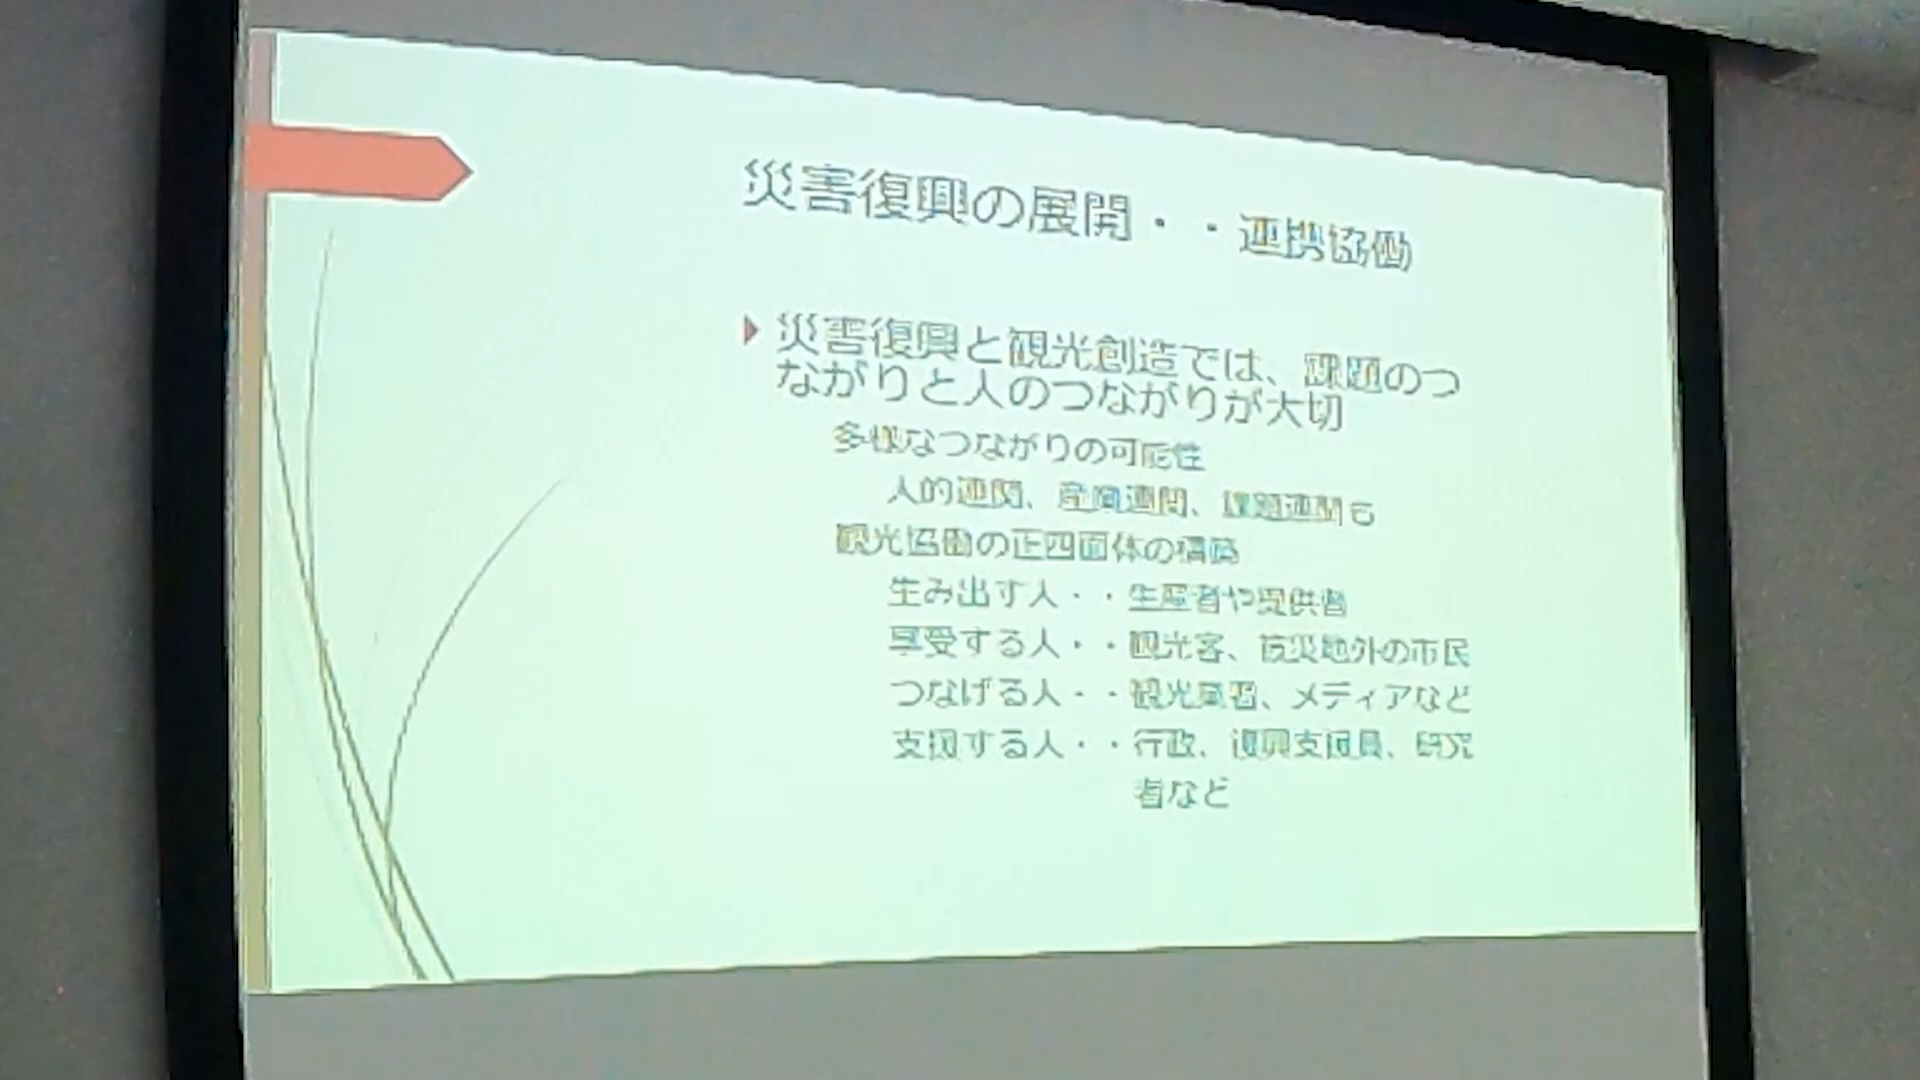 災害復興の展開・・連携協働
災害復興と観光創造では、課題のつ
ながりと人のつながりが大切
多様なつながりの可能性
人的連関、産業連関、課題連関も
観光協働の正四面体の構築
生み出す人・・生産者や提供者
享受する人・・観光客、被災地外の市民
つなげる人・・観光業者、メディアなど
支援する人・・行政、復興支援員、研究
者など